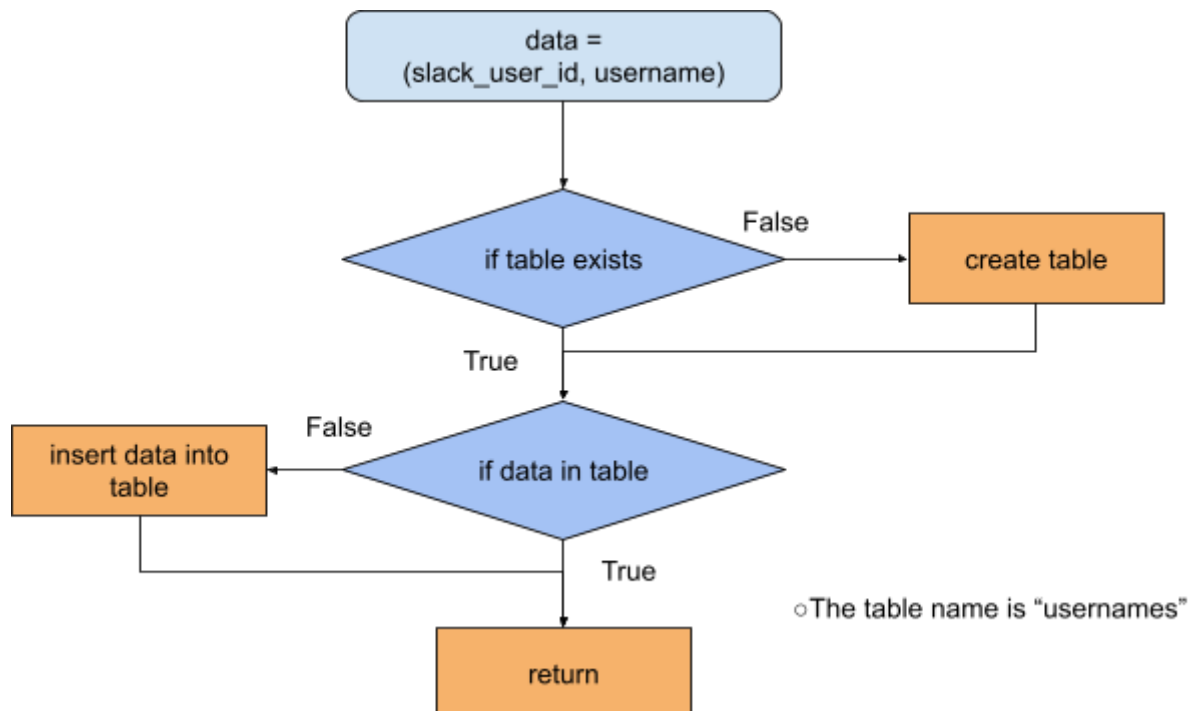 data =
(slack_user_id, username)
False
if table exists
create table
True
False
insert data into
table
if data in table
True
○The table name is “usernames”
return